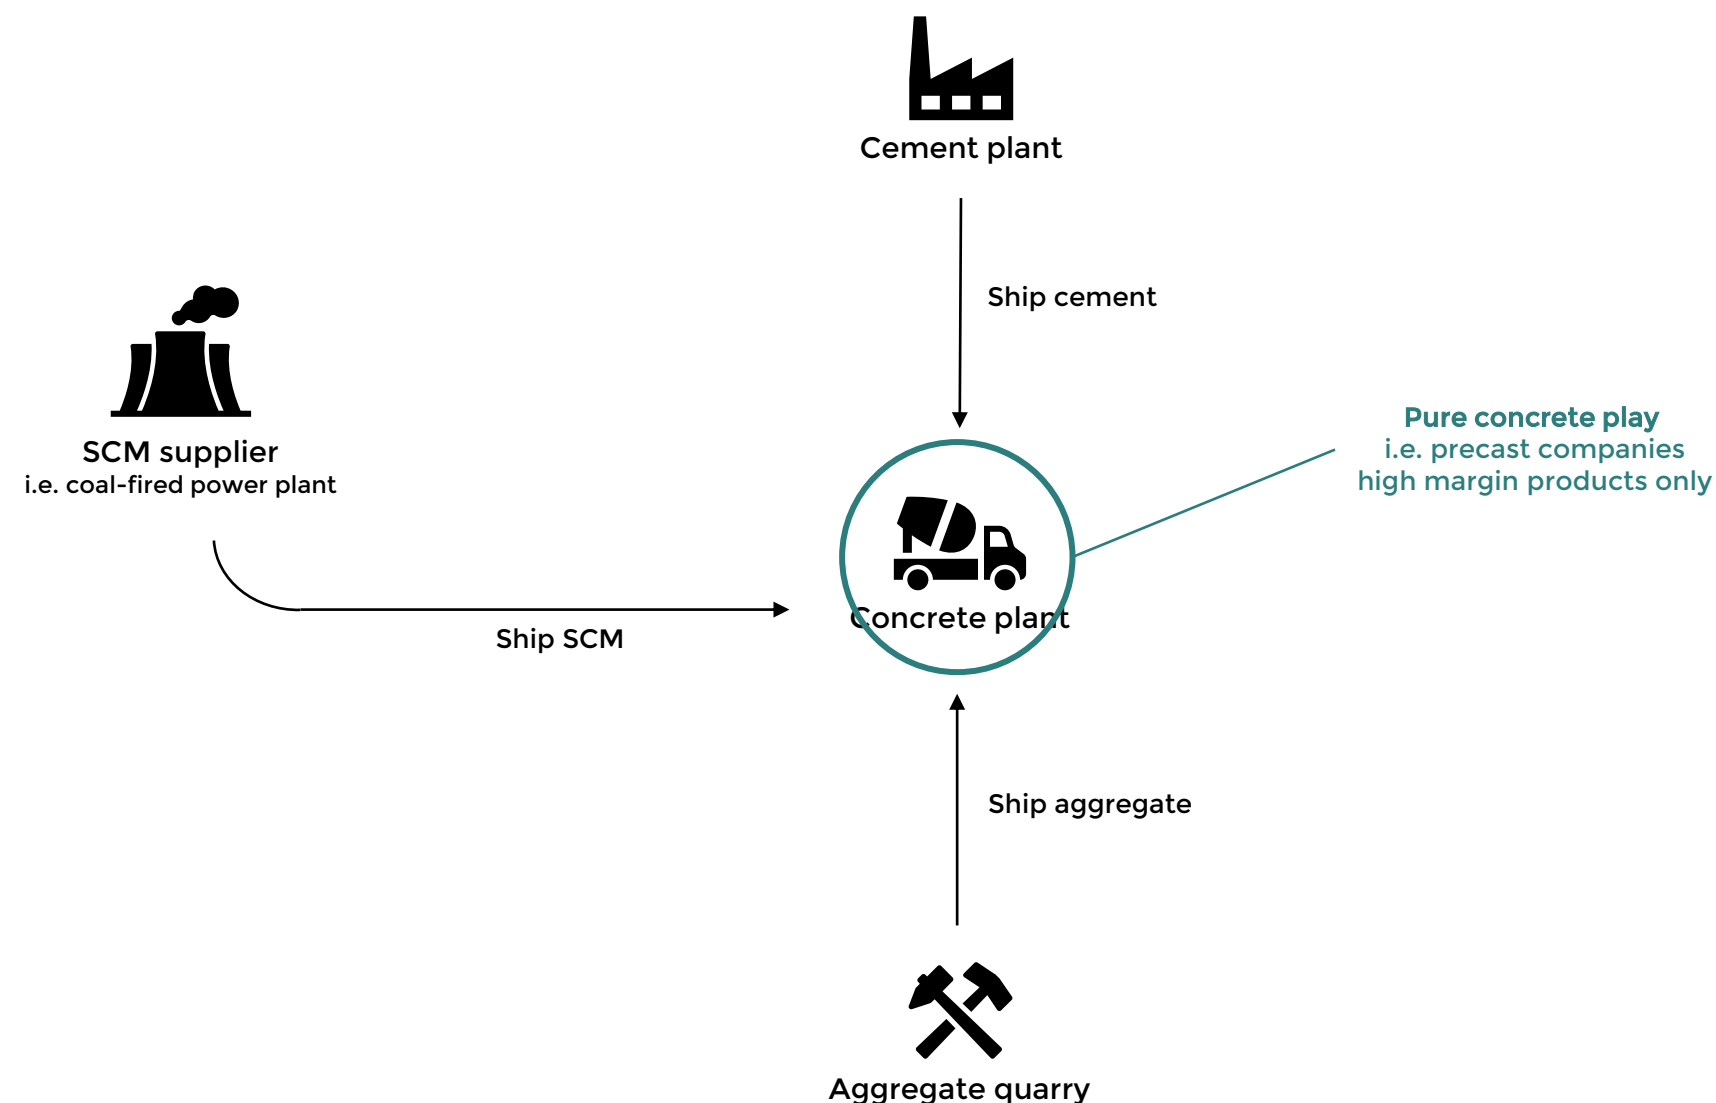 Cement plant
Ship cement
SCM supplier
i.e. coal-fired power plant
Pure concrete play
i.e. precast companies
high margin products only
Concrete plant
Ship SCM
Ship aggregate
Aggregate quarry